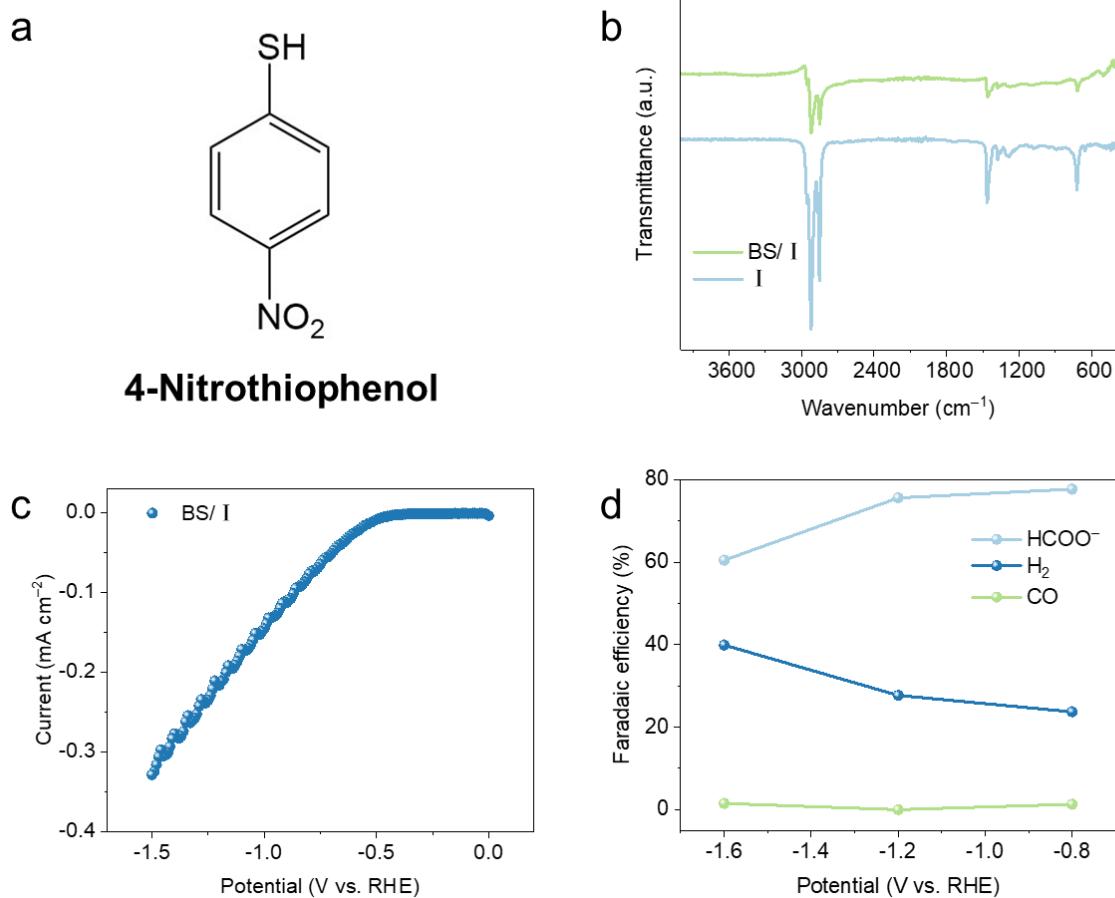 a
SH
NO₂
4-Nitrothiophenol
b
Transmittance (a.u.)
BS/ I
I
3600 3000 2400 1800 1200 600
Wavenumber (cm⁻¹)
c
BS/ I
Current (mA cm⁻²)
0.0
-0.1
-0.2
-0.3
-0.4
-1.5 -1.0 -0.5 0.0
Potential (V vs. RHE)
d
Faradaic efficiency (%)
80
60
40
20
0
HCOO⁻
H₂
CO
-1.6 -1.4 -1.2 -1.0 -0.8
Potential (V vs. RHE)